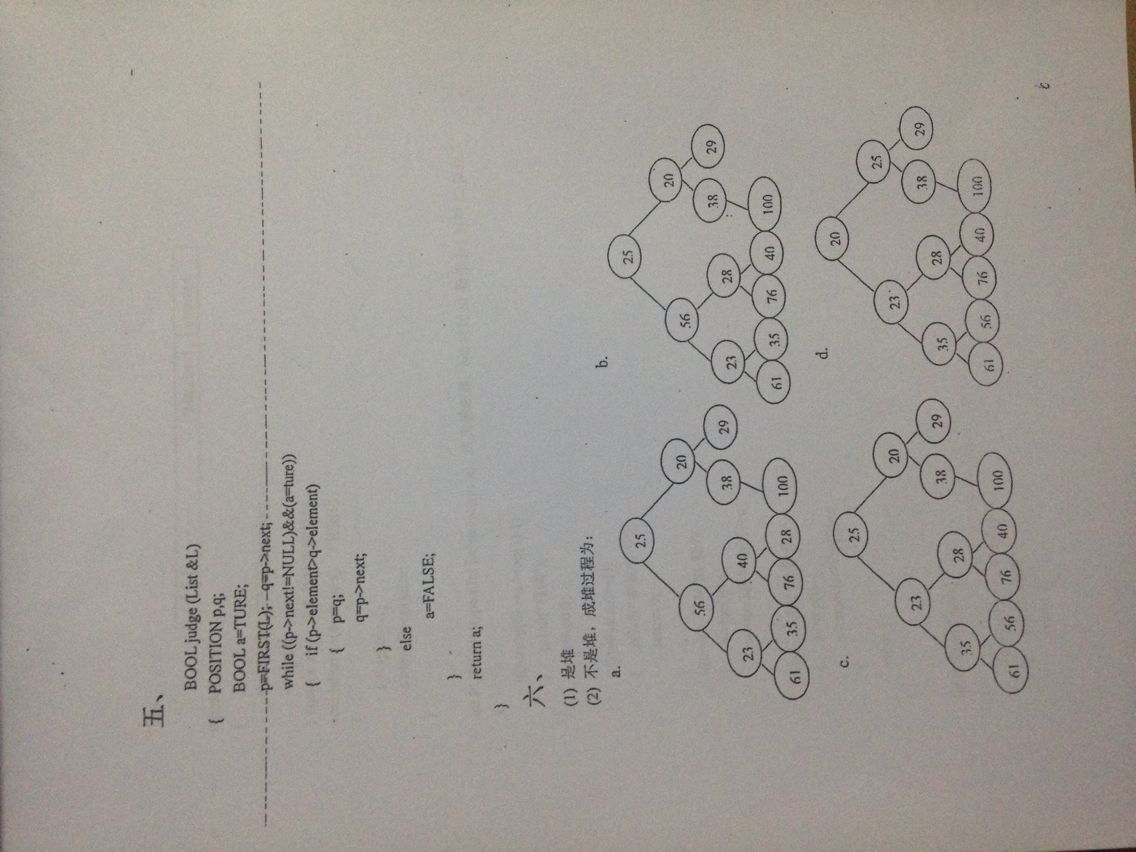 五、
BOOL judge (List &L)
{ POSITION p,q;
BOOL a=TURE;
p=FIRST(L); q=p->next;
while ((p->next!=NULL)&&(a=ture))
{ if (p->element>q->element)
{ p=q;
q=p->next;
}
else
a=FALSE;
}
return a;
}
六、
(1) 是堆
(2) 不是堆，成堆过程为：
a.
25
56 20
23 40 38 29
61 35 76 28 100
b.
25
56 20
23 28 38 29
61 35 76 40 100
c.
25
23 20
35 28 38 29
61 56 76 40 100
d.
20
23 25
35 28 38 29
61 56 76 40 100